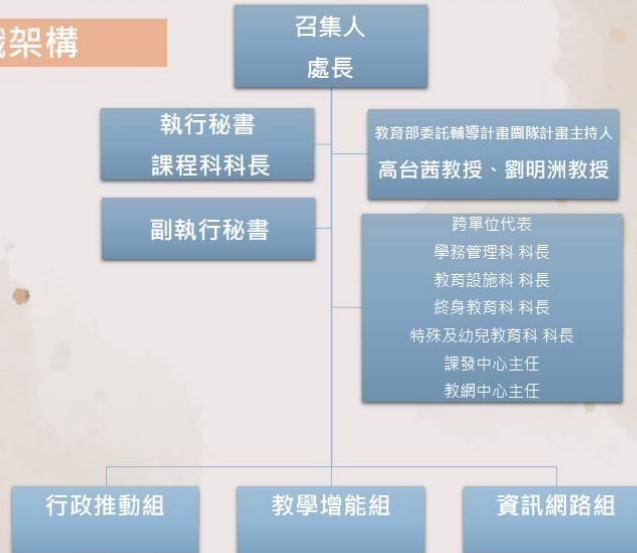 架構
召集人
處長
執行秘書
課程科科長
教育部委託輔導計畫團隊計畫主持人
高台茜教授、劉明洲教授
副執行秘書
跨單位代表
學務管理科 科長
教育設施科 科長
終身教育科 科長
特殊及幼兒教育科 科長
課發中心主任
教網中心主任
行政推動組
教學增能組
資訊網路組